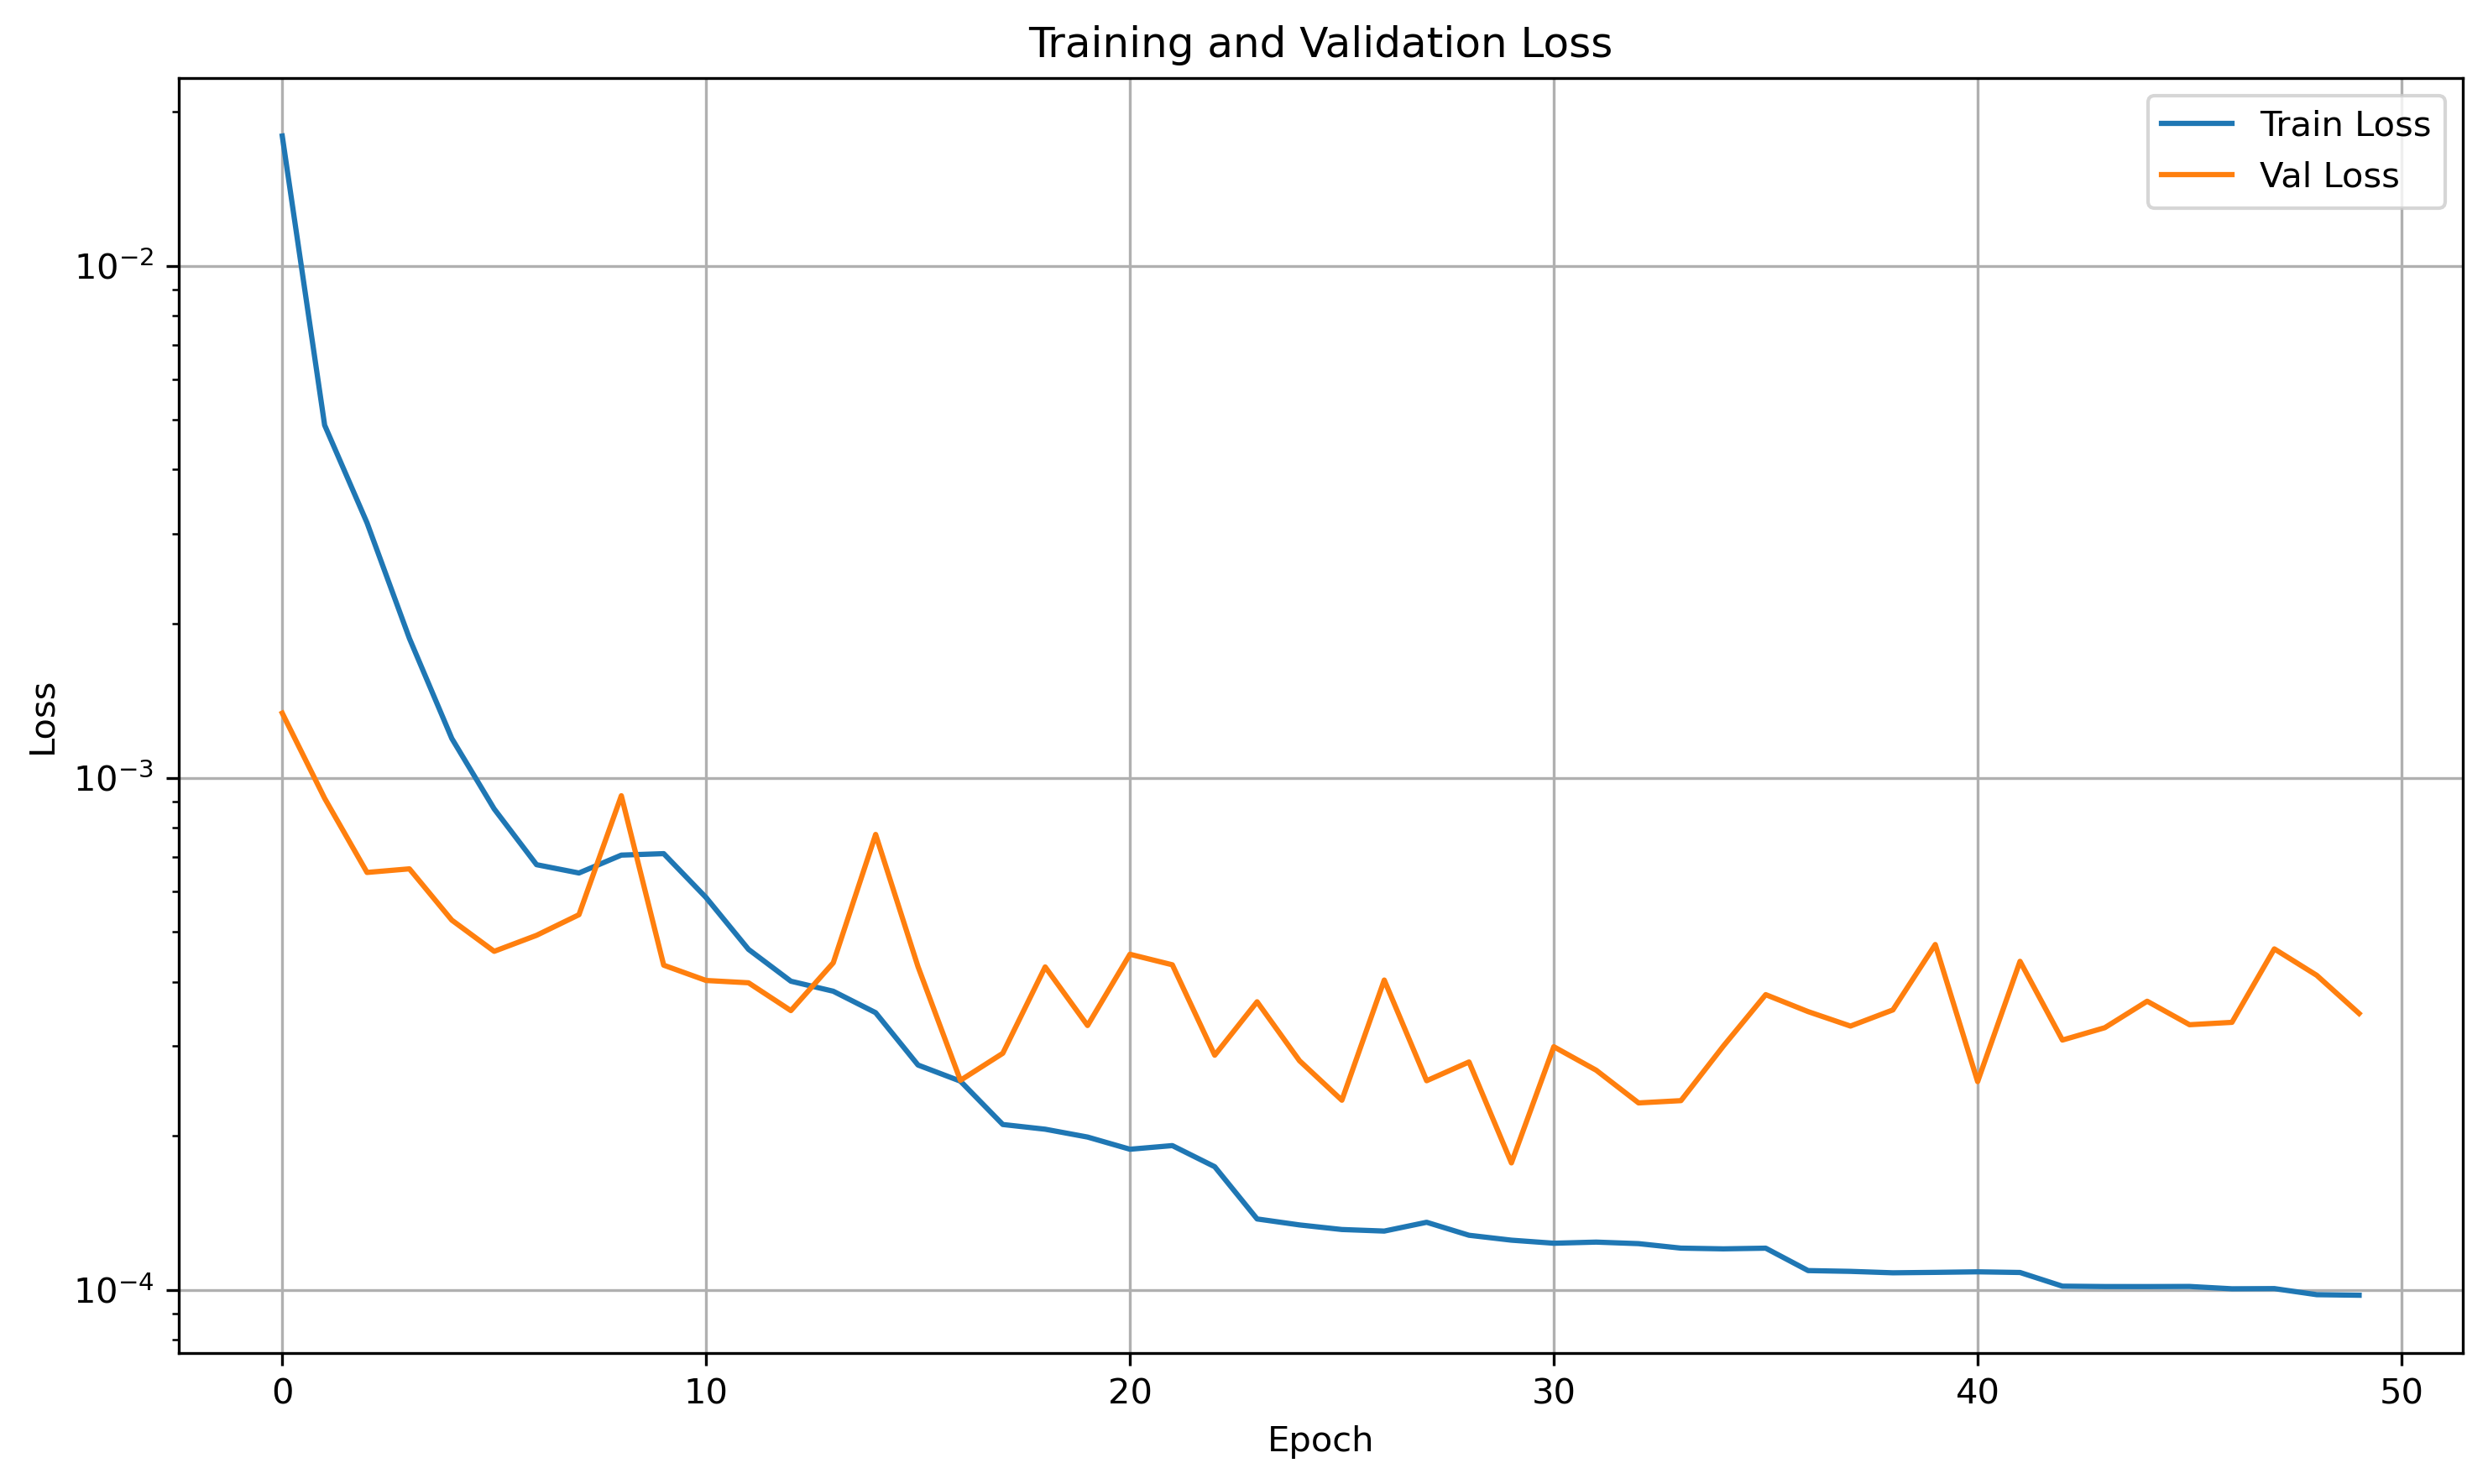 Training and Validation Loss
Train Loss
Val Loss
10⁻²
10⁻³
10⁻⁴
Loss
0 10 20 30 40 50
Epoch